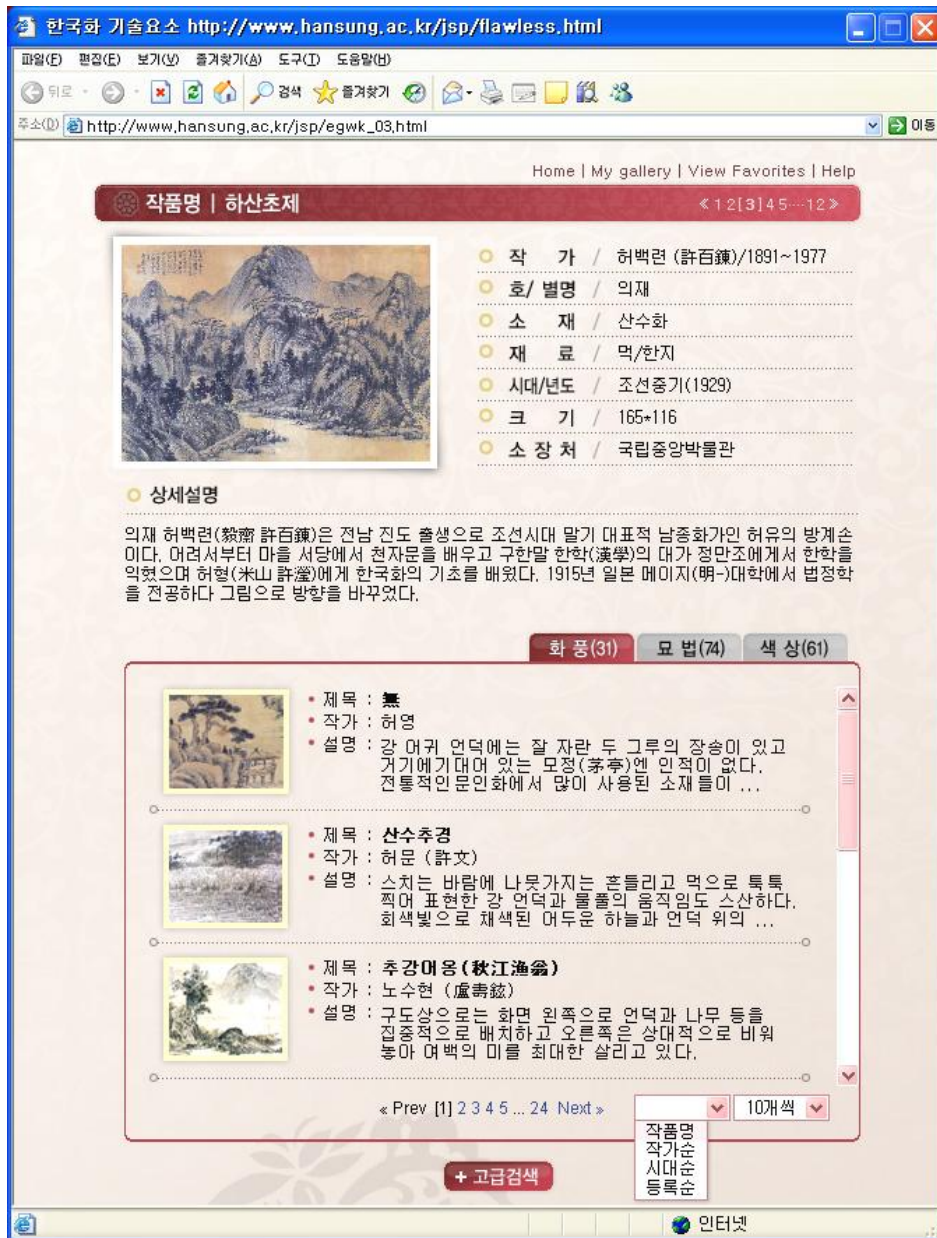 한국화 기술요소 http://www.hansung.ac.kr/jsp/flawless.html
파일(F) 편집(E) 보기(V) 즐겨찾기(A) 도구(T) 도움말(H)
뒤로 검색 즐겨찾기
주소(D) http://www.hansung.ac.kr/jsp/egwk_03.html 이동
Home | My gallery | View Favorites | Help
작품명 | 하산초제 《 1 2 [3] 4 5 ···· 12 》
작 가 / 허백련 (許百鍊)/1891~1977
호/ 별명 / 의재
소 재 / 산수화
재 료 / 먹/한지
시대/년도 / 조선중기(1929)
크 기 / 165*116
소 장 처 / 국립중앙박물관
상세설명
의재 허백련(毅齋 許百鍊)은 전남 진도 출생으로 조선시대 말기 대표적 남종화가인 허유의 방계손
이다. 어려서부터 마을 서당에서 천자문을 배우고 구한말 한학(漢學)의 대가 정만조에게서 한학을
익혔으며 허형(米山 許瀅)에게 한국화의 기초를 배웠다. 1915년 일본 메이지(明-)대학에서 법정학
을 전공하다 그림으로 방향을 바꾸었다.
화 풍(31) 묘 법(74) 색 상(61)
• 제목 : 無
• 작가 : 허영
• 설명 : 강 어귀 언덕에는 잘 자란 두 그루의 장송이 있고
거기에기대어 있는 모정(茅亭)엔 인적이 없다.
전통적인문인화에서 많이 사용된 소재들이 ...
• 제목 : 산수추경
• 작가 : 허문 (許文)
• 설명 : 스치는 바람에 나뭇가지는 흔들리고 먹으로 툭툭
찍어 표현한 강 언덕과 물풀의 움직임도 스산하다.
회색빛으로 채색된 어두운 하늘과 언덕 위의 ...
• 제목 : 추강어옹(秋江漁翁)
• 작가 : 노수현 (盧壽鉉)
• 설명 : 구도상으로는 화면 왼쪽으로 언덕과 나무 등을
집중적으로 배치하고 오른쪽은 상대적으로 비워
놓아 여백의 미를 최대한 살리고 있다.
« Prev [1] 2 3 4 5 ... 24 Next » 10개씩
작품명
작가순
시대순
등록순
+ 고급검색
인터넷